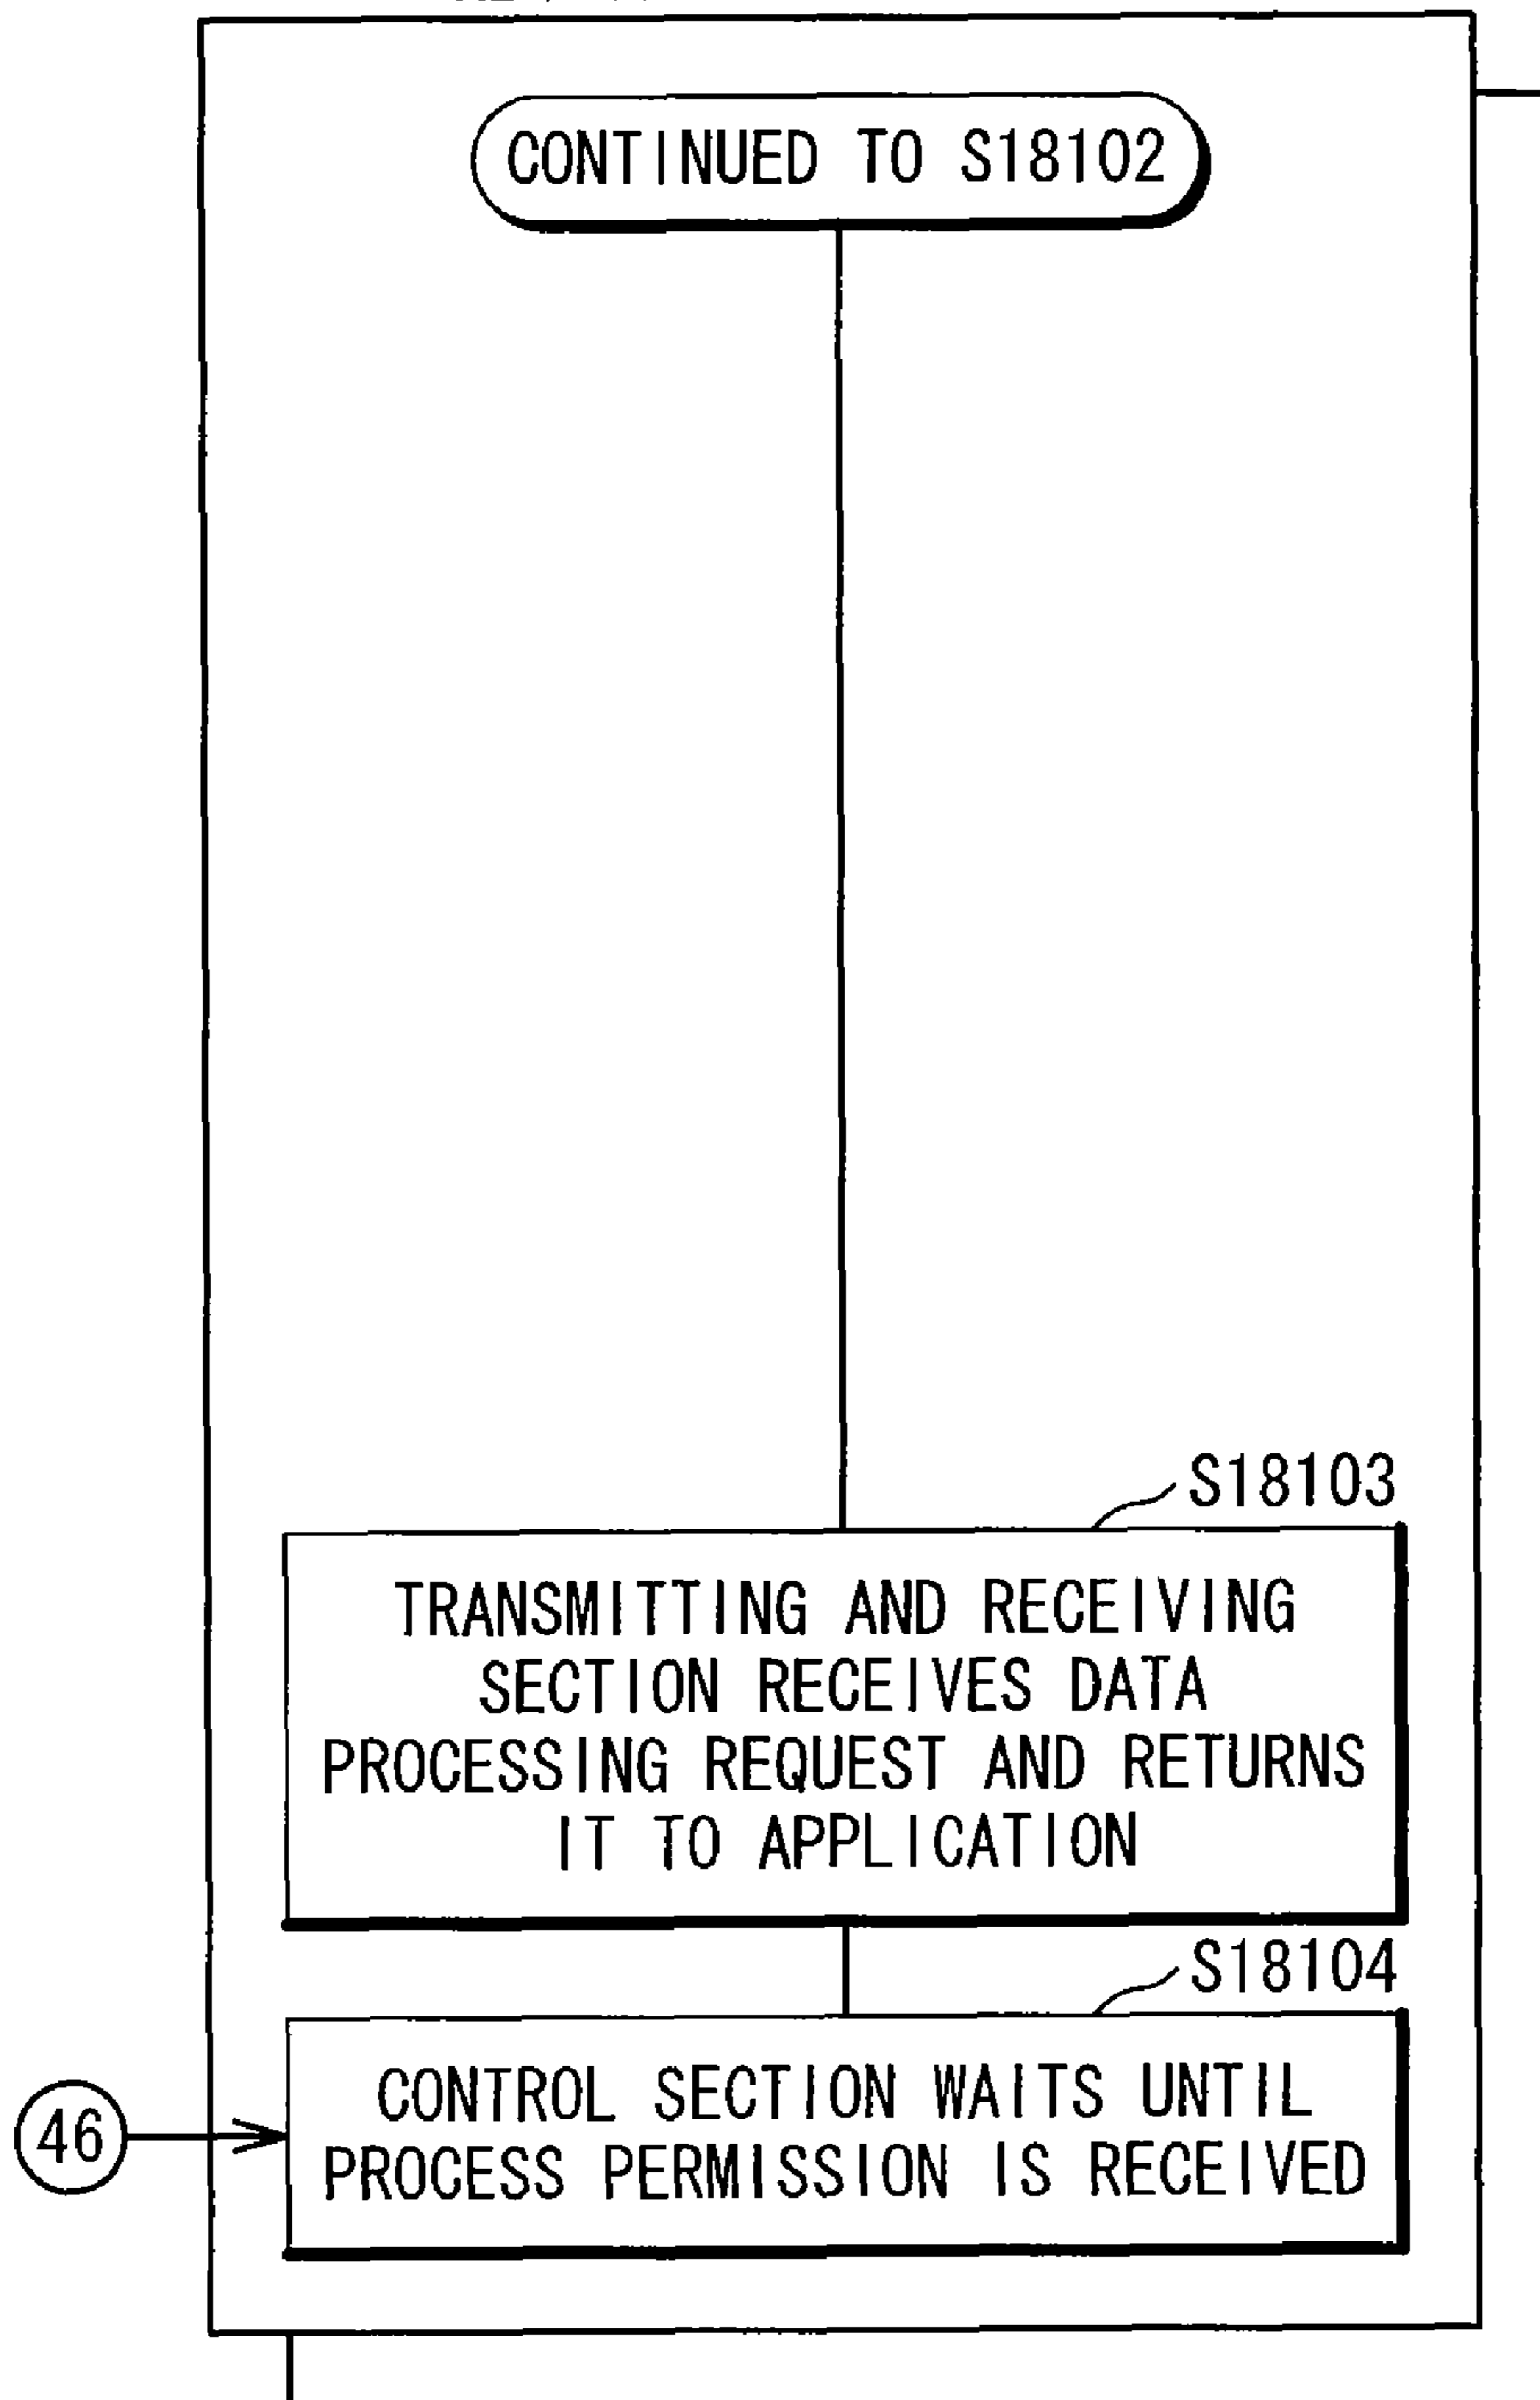 CONTINUED TO S18102
S18103
TRANSMITTING AND RECEIVING
SECTION RECEIVES DATA
PROCESSING REQUEST AND RETURNS
IT TO APPLICATION
S18104
46
CONTROL SECTION WAITS UNTIL
PROCESS PERMISSION IS RECEIVED